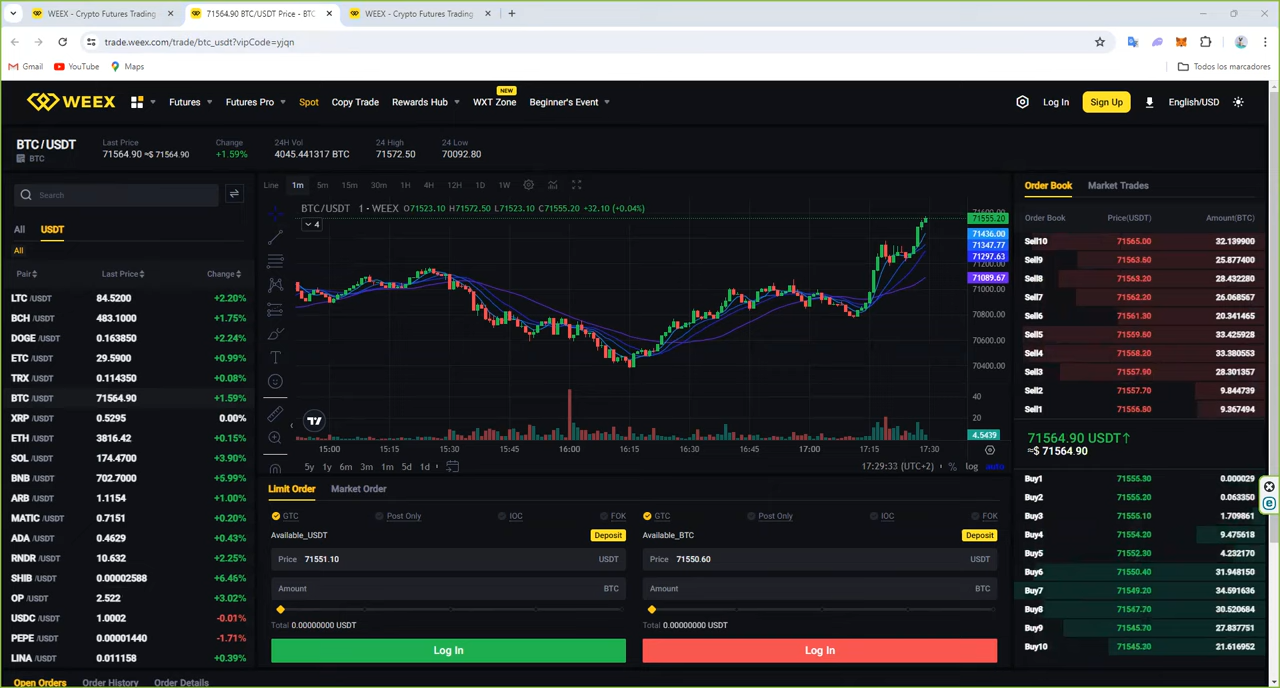 WEEX - Crypto Futures Trading
71564.90 BTC/USDT Price - BTC
WEEX - Crypto Futures Trading
trade.weex.com/trade/btc_usdt?vipCode=yjqn
Gmail YouTube Maps Todos los marcadores
WEEX Futures Futures Pro Spot Copy Trade Rewards Hub WXT Zone NEW Beginner's Event Log In Sign Up English/USD
BTC/USDT Last Price Change 24H Vol 24 High 24 Low
BTC 71564.90 ≈$ 71564.90 +1.59% 4045.441317 BTC 71572.50 70092.80
Search
All USDT
All
Pair Last Price Change
LTC /USDT 84.5200 +2.20%
BCH /USDT 483.1000 +1.75%
DOGE /USDT 0.163850 +2.24%
ETC /USDT 29.5900 +0.99%
TRX /USDT 0.114350 +0.08%
BTC /USDT 71564.90 +1.59%
XRP /USDT 0.5295 0.00%
ETH /USDT 3816.42 +0.15%
SOL /USDT 174.4700 +3.90%
BNB /USDT 702.7000 +5.99%
ARB /USDT 1.1154 +1.00%
MATIC /USDT 0.7151 +0.20%
ADA /USDT 0.4629 +0.43%
RNDR /USDT 10.632 +2.25%
SHIB /USDT 0.00002588 +6.46%
OP /USDT 2.522 +3.02%
USDC /USDT 1.0002 -0.01%
PEPE /USDT 0.00001440 -1.71%
LINA /USDT 0.011158 +0.39%
Line 1m 5m 15m 30m 1H 4H 12H 1D 1W
BTC/USDT · 1 · WEEX O71523.10 H71572.50 L71523.10 C71555.20 +32.10 (+0.04%)
4
71555.20
71436.00
71347.77
71297.63
71200.00
71089.67
71000.00
70800.00
70600.00
70400.00
40
20
4.5439
15:00 15:15 15:30 15:45 16:00 16:15 16:30 16:45 17:00 17:15 17:30
5y 1y 6m 3m 1m 5d 1d 17:29:33 (UTC+2) % log auto
Limit Order Market Order
GTC Post Only IOC FOK
Available_USDT Deposit
Price 71551.10 USDT
Amount BTC
Total 0.00000000 USDT
Log In
GTC Post Only IOC FOK
Available_BTC Deposit
Price 71550.60 USDT
Amount BTC
Total 0.00000000 USDT
Log In
Order Book Market Trades
Order Book Price(USDT) Amount(BTC)
Sell10 71565.00 32.139900
Sell9 71563.60 25.877400
Sell8 71563.20 28.432280
Sell7 71562.20 26.068567
Sell6 71561.30 20.341465
Sell5 71559.60 33.425928
Sell4 71558.20 33.380553
Sell3 71557.90 28.301357
Sell2 71557.70 9.844739
Sell1 71556.80 9.367494
71564.90 USDT↑
≈$ 71564.90
Buy1 71555.30 0.000029
Buy2 71555.20 0.063350
Buy3 71555.10 1.709861
Buy4 71554.20 9.475618
Buy5 71552.30 4.232170
Buy6 71550.40 31.948150
Buy7 71549.20 34.591636
Buy8 71547.70 30.520684
Buy9 71545.70 27.837751
Buy10 71545.30 21.616952
Open Orders Order History Order Details